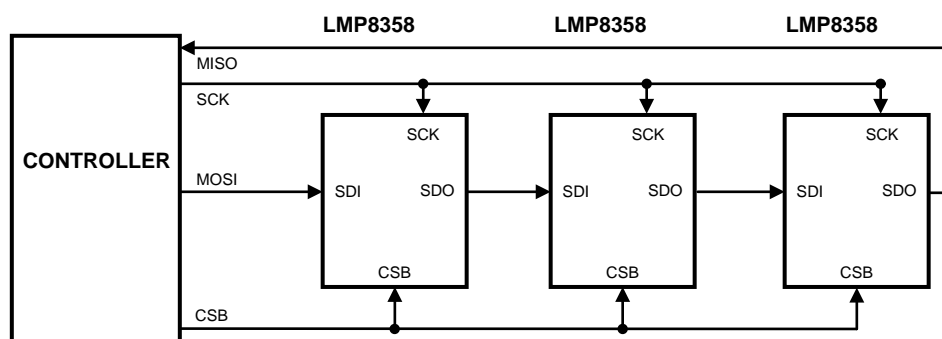 LMP8358 LMP8358 LMP8358
MISO
SCK
SCK SCK SCK
CONTROLLER
MOSI
SDI SDO SDI SDO SDI SDO
CSB CSB CSB
CSB